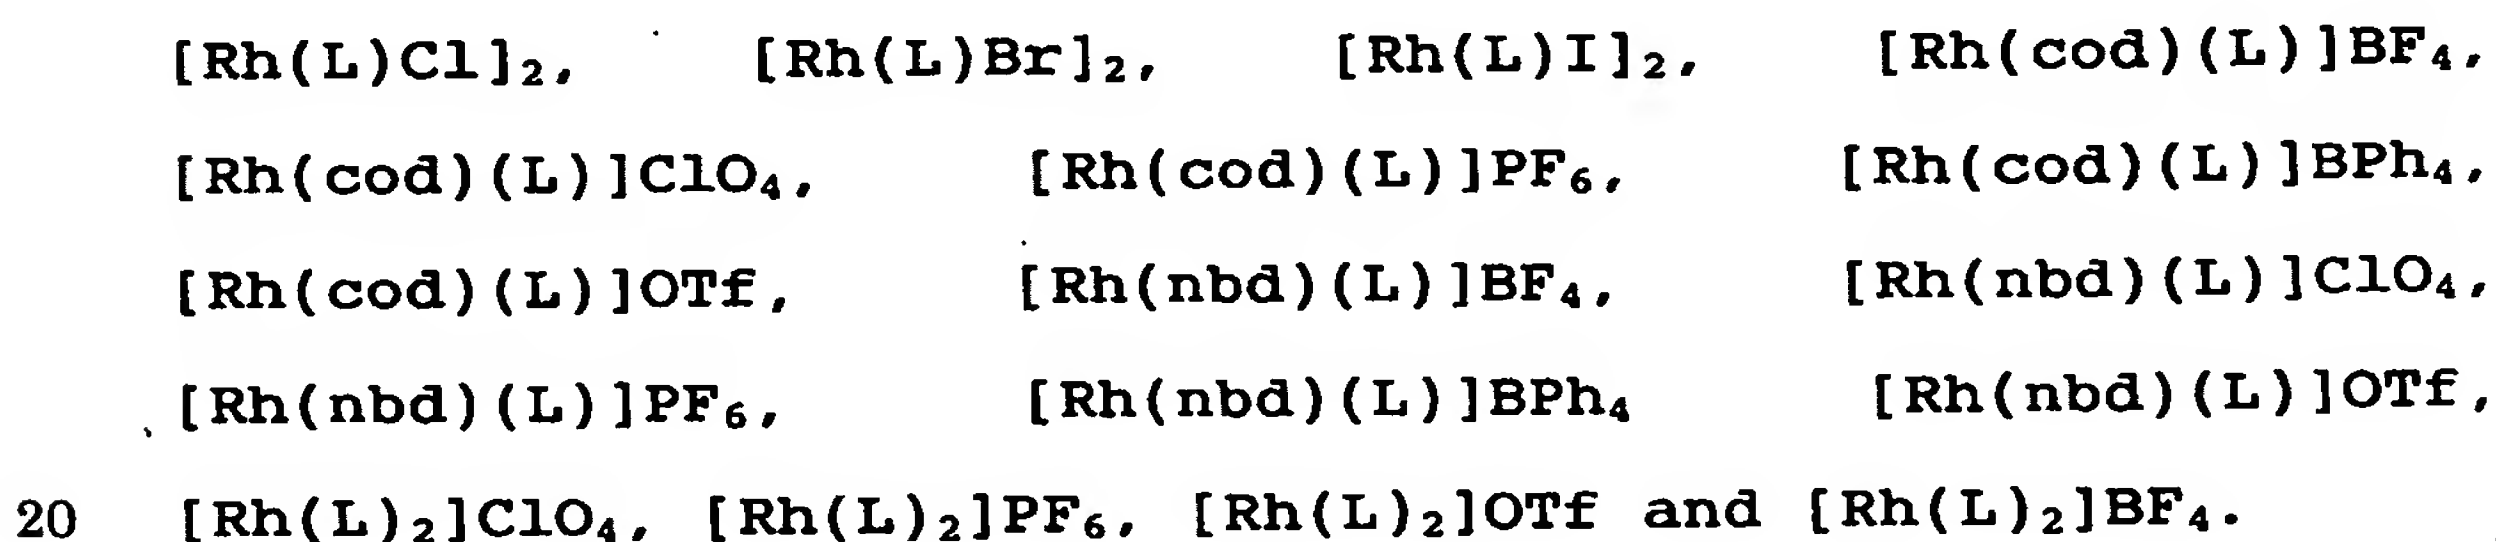 [Rh(L)Cl]₂, [Rh(L)Br]₂, [Rh(L)I]₂, [Rh(cod)(L)]BF₄,
[Rh(cod)(L)]ClO₄, [Rh(cod)(L)]PF₆, [Rh(cod)(L)]BPh₄,
[Rh(cod)(L)]OTf, [Rh(nbd)(L)]BF₄, [Rh(nbd)(L)]ClO₄,
[Rh(nbd)(L)]PF₆, [Rh(nbd)(L)]BPh₄ [Rh(nbd)(L)]OTf,
20 [Rh(L)₂]ClO₄, [Rh(L)₂]PF₆, [Rh(L)₂]OTf and [Rh(L)₂]BF₄.